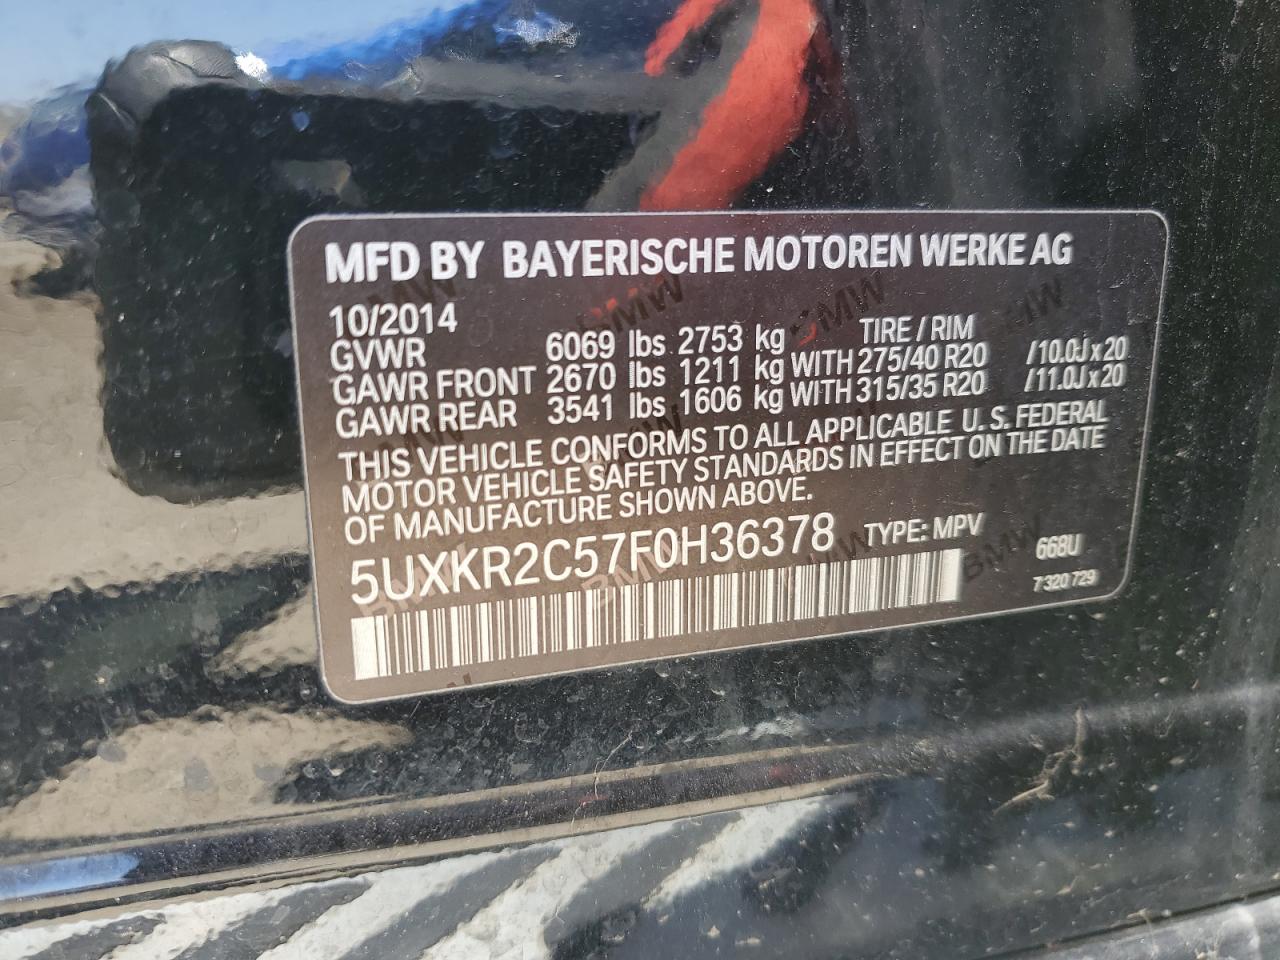 MFD BY BAYERISCHE MOTOREN WERKE AG
10/2014
GVWR 6069 lbs 2753 kg TIRE / RIM
GAWR FRONT 2670 lbs 1211 kg WITH 275/40 R20 /10.0J x 20
GAWR REAR 3541 lbs 1606 kg WITH 315/35 R20 /11.0J x 20
THIS VEHICLE CONFORMS TO ALL APPLICABLE U.S. FEDERAL
MOTOR VEHICLE SAFETY STANDARDS IN EFFECT ON THE DATE
OF MANUFACTURE SHOWN ABOVE.
5UXKR2C57F0H36378 TYPE: MPV 668U
7 320 729